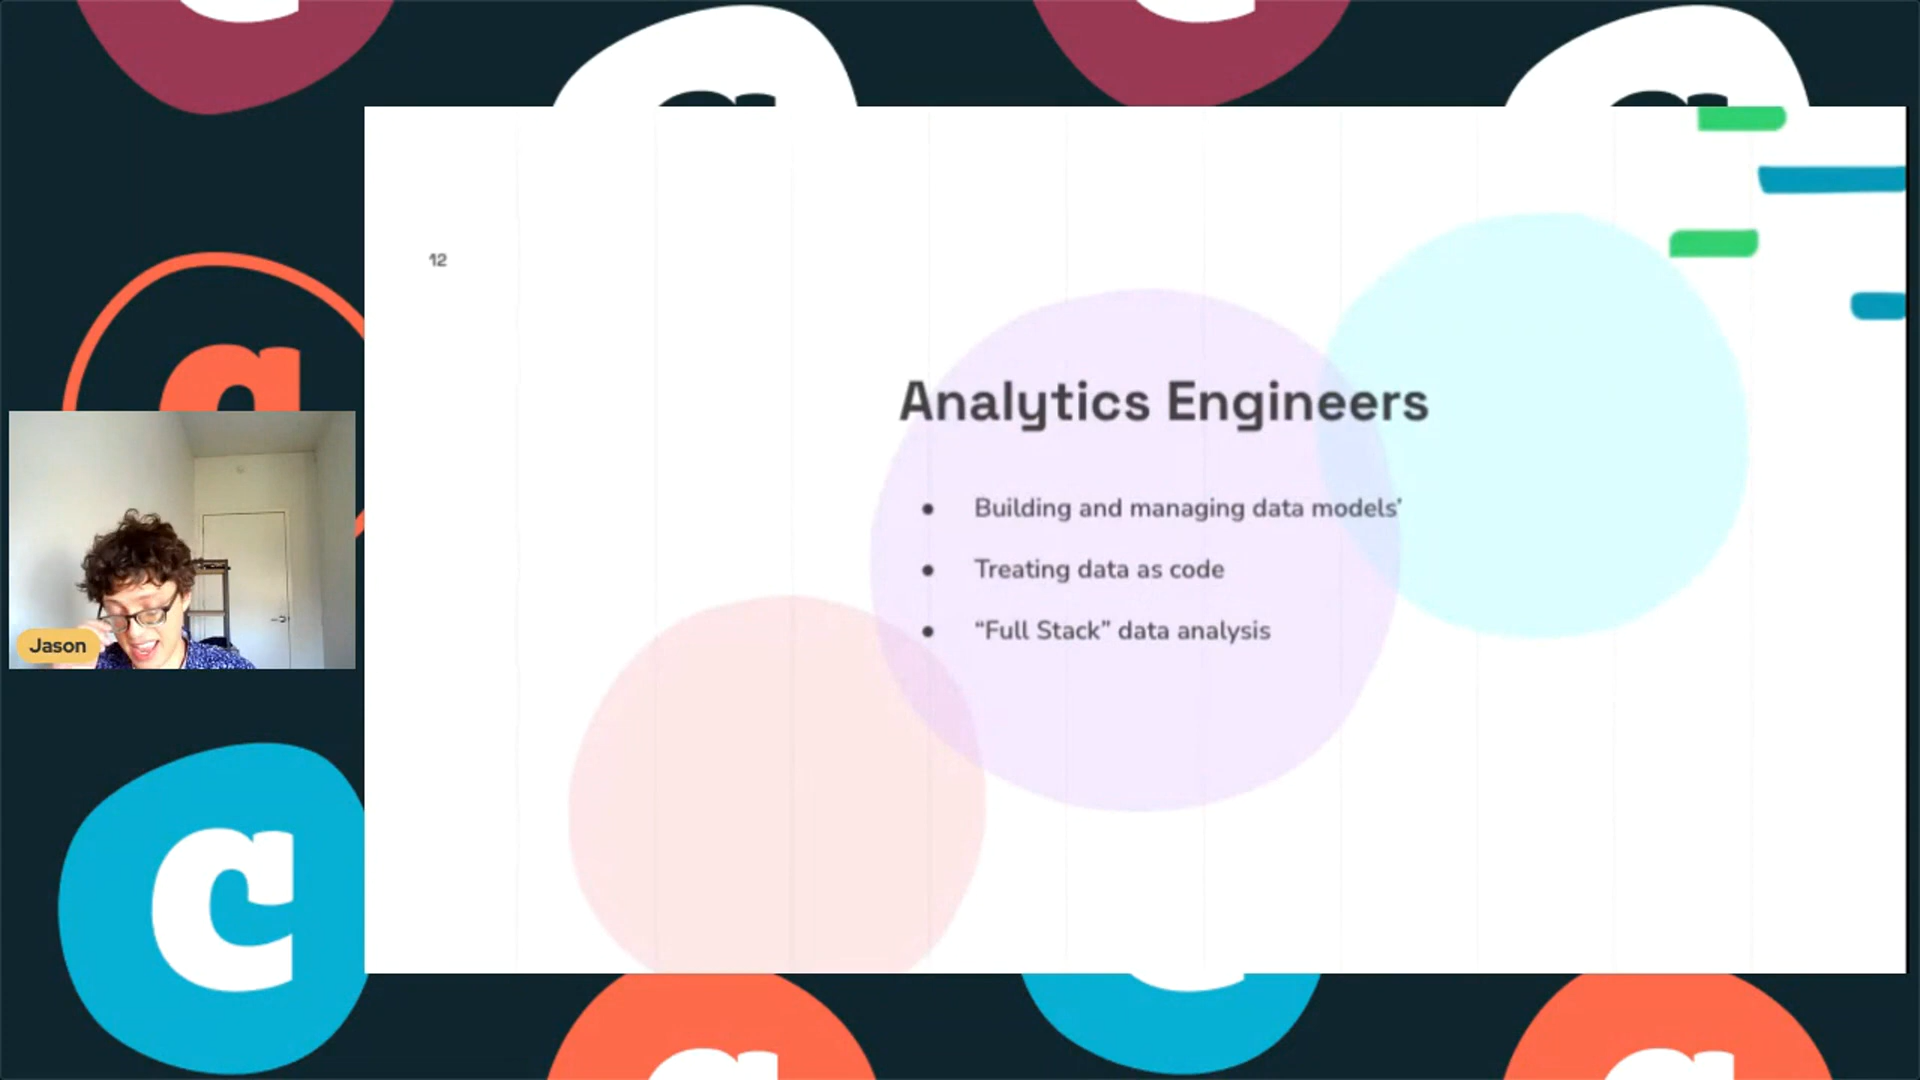 12
Analytics Engineers
● Building and managing data models’
● Treating data as code
● “Full Stack” data analysis
Jason
c